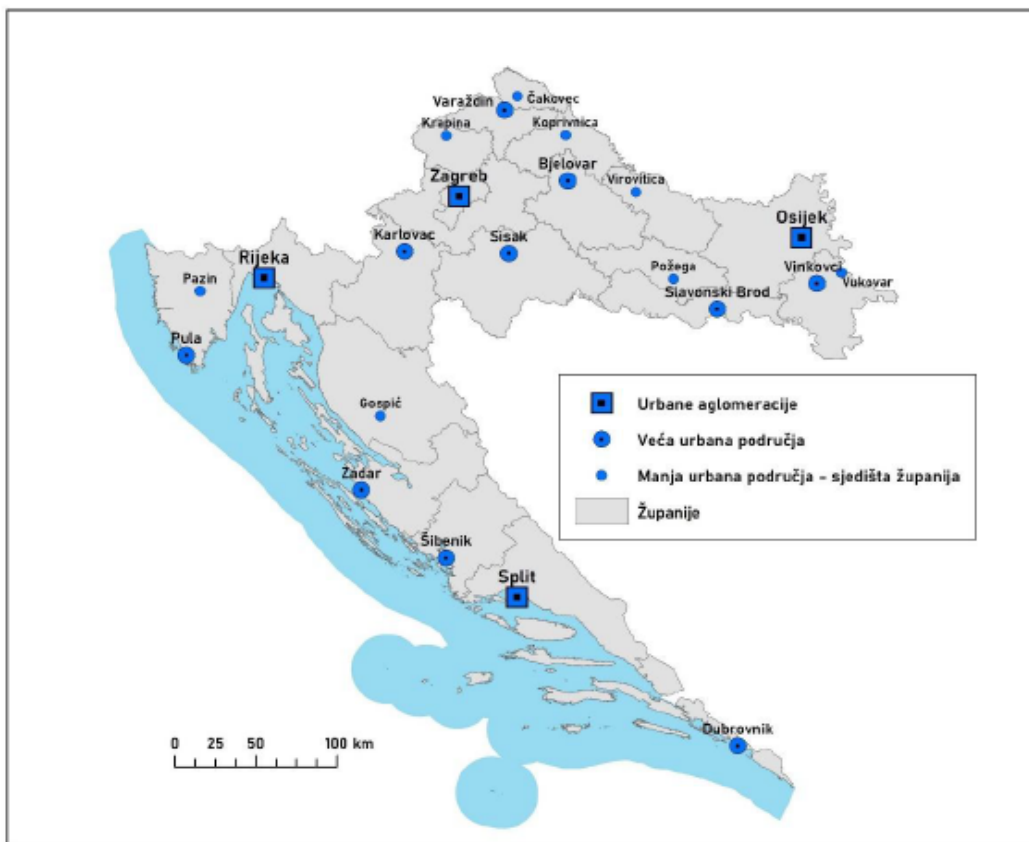 Varaždin
Čakovec
Krapina
Koprivnica
Bjelovar
Zagreb
Virovitica
Osijek
Karlovac
Sisak
Rijeka
Požega
Vinkovci
Pazin
Vukovar
Slavonski Brod
Pula
Gospić
Zadar
Šibenik
Split
Dubrovnik
Urbane aglomeracije
Veća urbana područja
Manja urbana područja – sjedišta županija
Županije
0 25 50 100 km